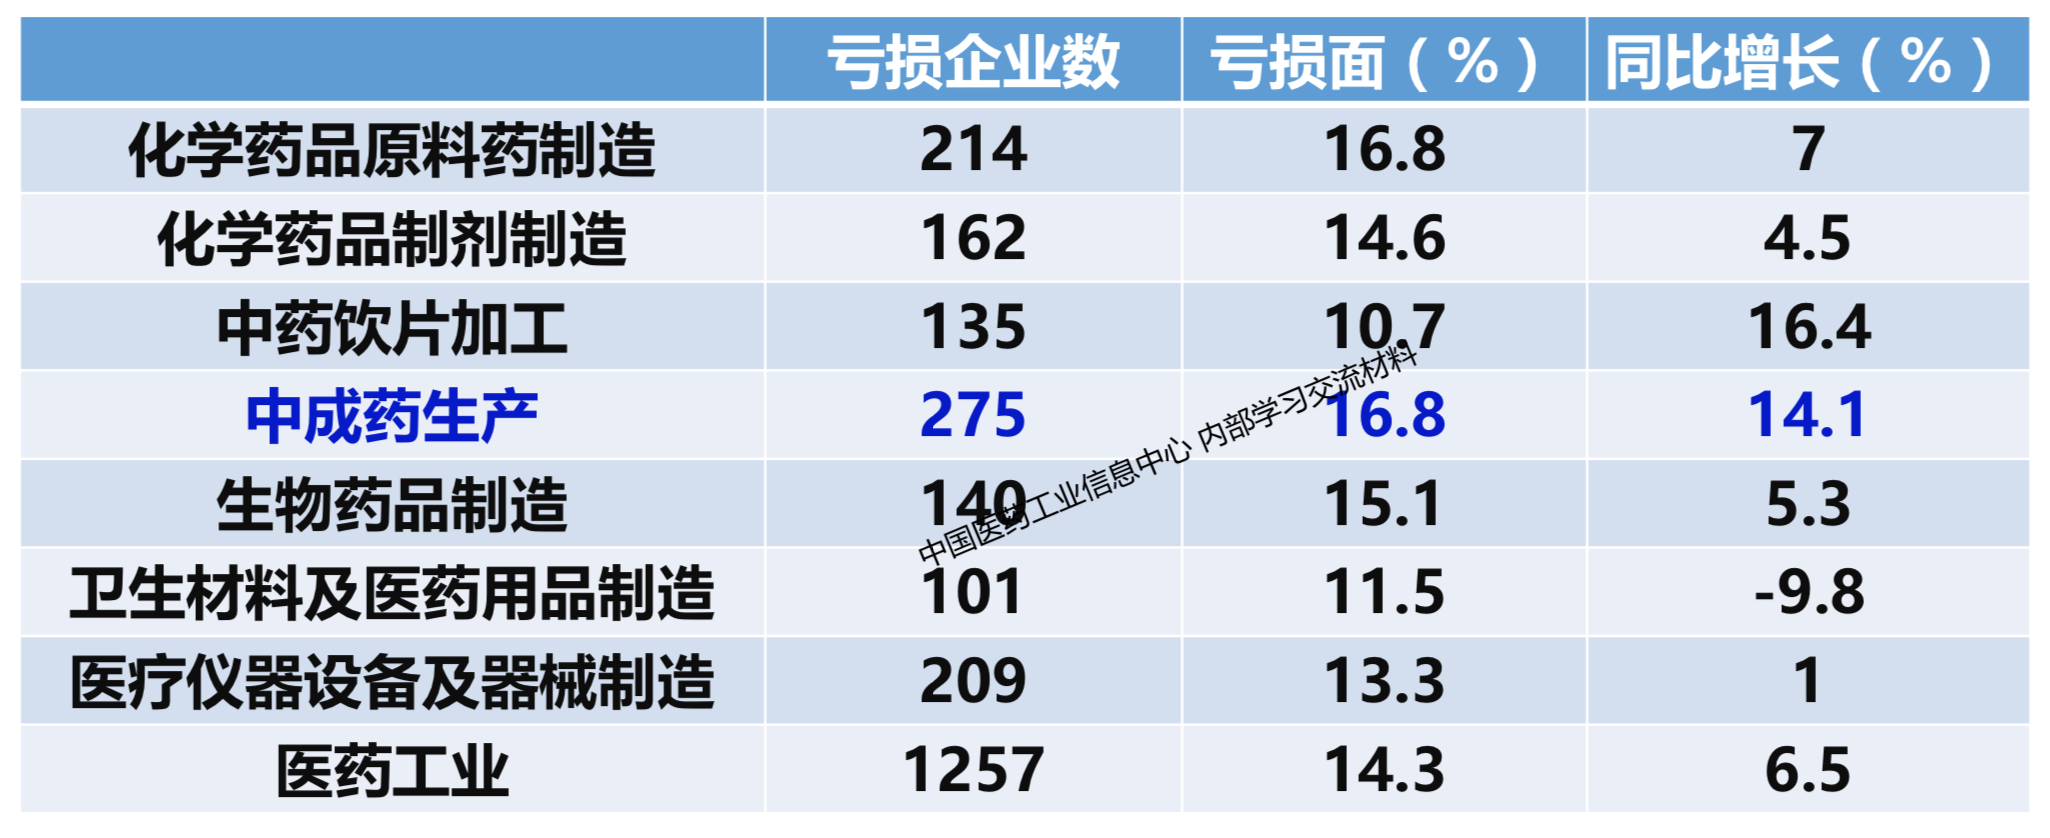 亏损企业数 亏损面（%） 同比增长（%）
化学药品原料药制造 214 16.8 7
化学药品制剂制造 162 14.6 4.5
中药饮片加工 135 10.7 16.4
中成药生产 275 16.8 14.1
生物药品制造 140 15.1 5.3
卫生材料及医药用品制造 101 11.5 -9.8
医疗仪器设备及器械制造 209 13.3 1
医药工业 1257 14.3 6.5
中国医药工业信息中心 内部学习交流材料